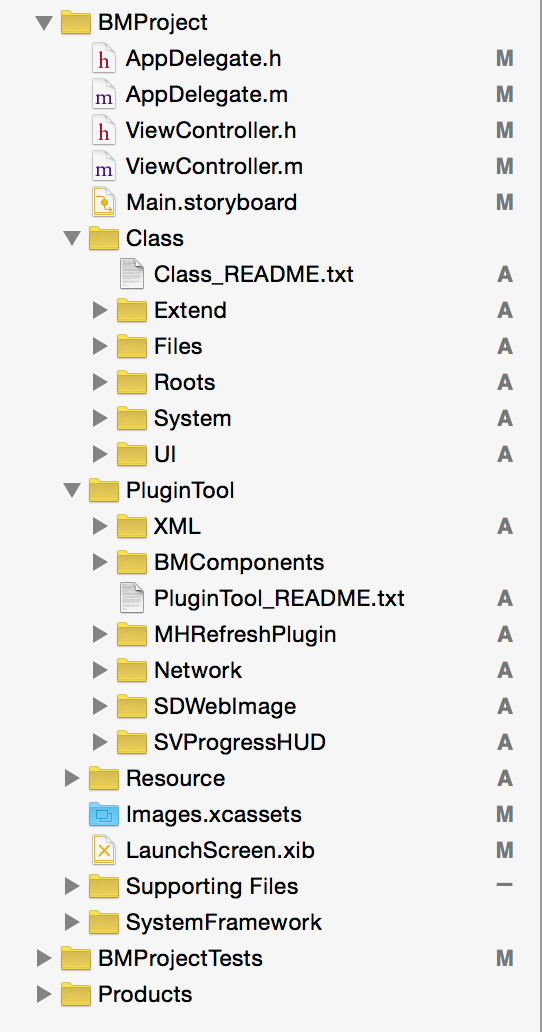 BMProject
h AppDelegate.h M
m AppDelegate.m M
h ViewController.h M
m ViewController.m M
Main.storyboard M
Class
Class_README.txt A
Extend A
Files A
Roots A
System A
UI A
PluginTool
XML A
BMComponents
PluginTool_README.txt A
MHRefreshPlugin A
Network A
SDWebImage A
SVProgressHUD A
Resource A
Images.xcassets M
LaunchScreen.xib M
Supporting Files –
SystemFramework
BMProjectTests M
Products